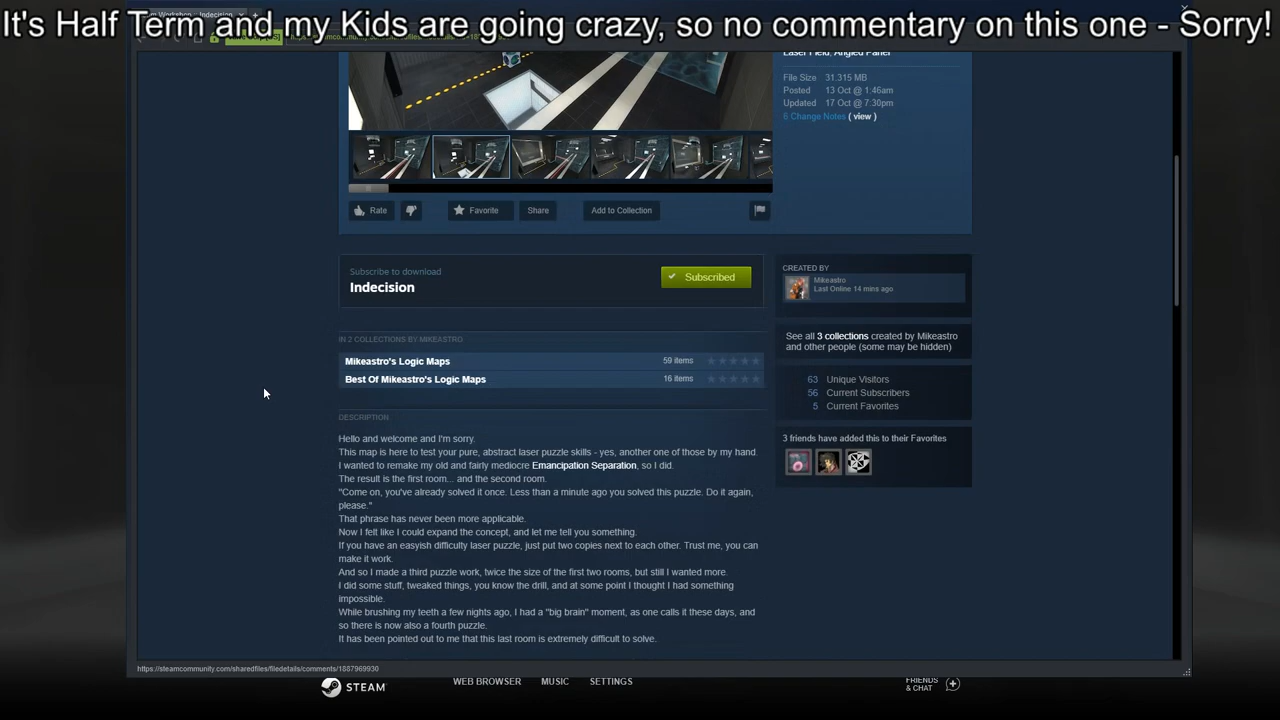 It's Half Term and my Kids are going crazy, so no commentary on this one - Sorry!
Laser Field, Angled Panel
File Size 31.315 MB
Posted 13 Oct @ 1:46am
Updated 17 Oct @ 7:30pm
6 Change Notes ( view )
Rate Favorite Share Add to Collection
Subscribe to download
Indecision
Subscribed
CREATED BY
Mikeastro
Last Online 14 mins ago
IN 2 COLLECTIONS BY MIKEASTRO
Mikeastro's Logic Maps 59 items
Best Of Mikeastro's Logic Maps 16 items
See all 3 collections created by Mikeastro
and other people (some may be hidden)
63 Unique Visitors
56 Current Subscribers
5 Current Favorites
3 friends have added this to their Favorites
DESCRIPTION
Hello and welcome and I'm sorry.
This map is here to test your pure, abstract laser puzzle skills - yes, another one of those by my hand.
I wanted to remake my old and fairly mediocre Emancipation Separation, so I did.
The result is the first room... and the second room.
"Come on, you've already solved it once. Less than a minute ago you solved this puzzle. Do it again,
please."
That phrase has never been more applicable.
Now I felt like I could expand the concept, and let me tell you something.
If you have an easyish difficulty laser puzzle, just put two copies next to each other. Trust me, you can
make it work.
And so I made a third puzzle work, twice the size of the first two rooms, but still I wanted more.
I did some stuff, tweaked things, you know the drill, and at some point I thought I had something
impossible.
While brushing my teeth a few nights ago, I had a "big brain" moment, as one calls it these days, and
so there is now also a fourth puzzle.
It has been pointed out to me that this last room is extremely difficult to solve.
https://steamcommunity.com/sharedfiles/filedetails/comments/1887969930
STEAM
WEB BROWSER MUSIC SETTINGS
FRIENDS
& CHAT